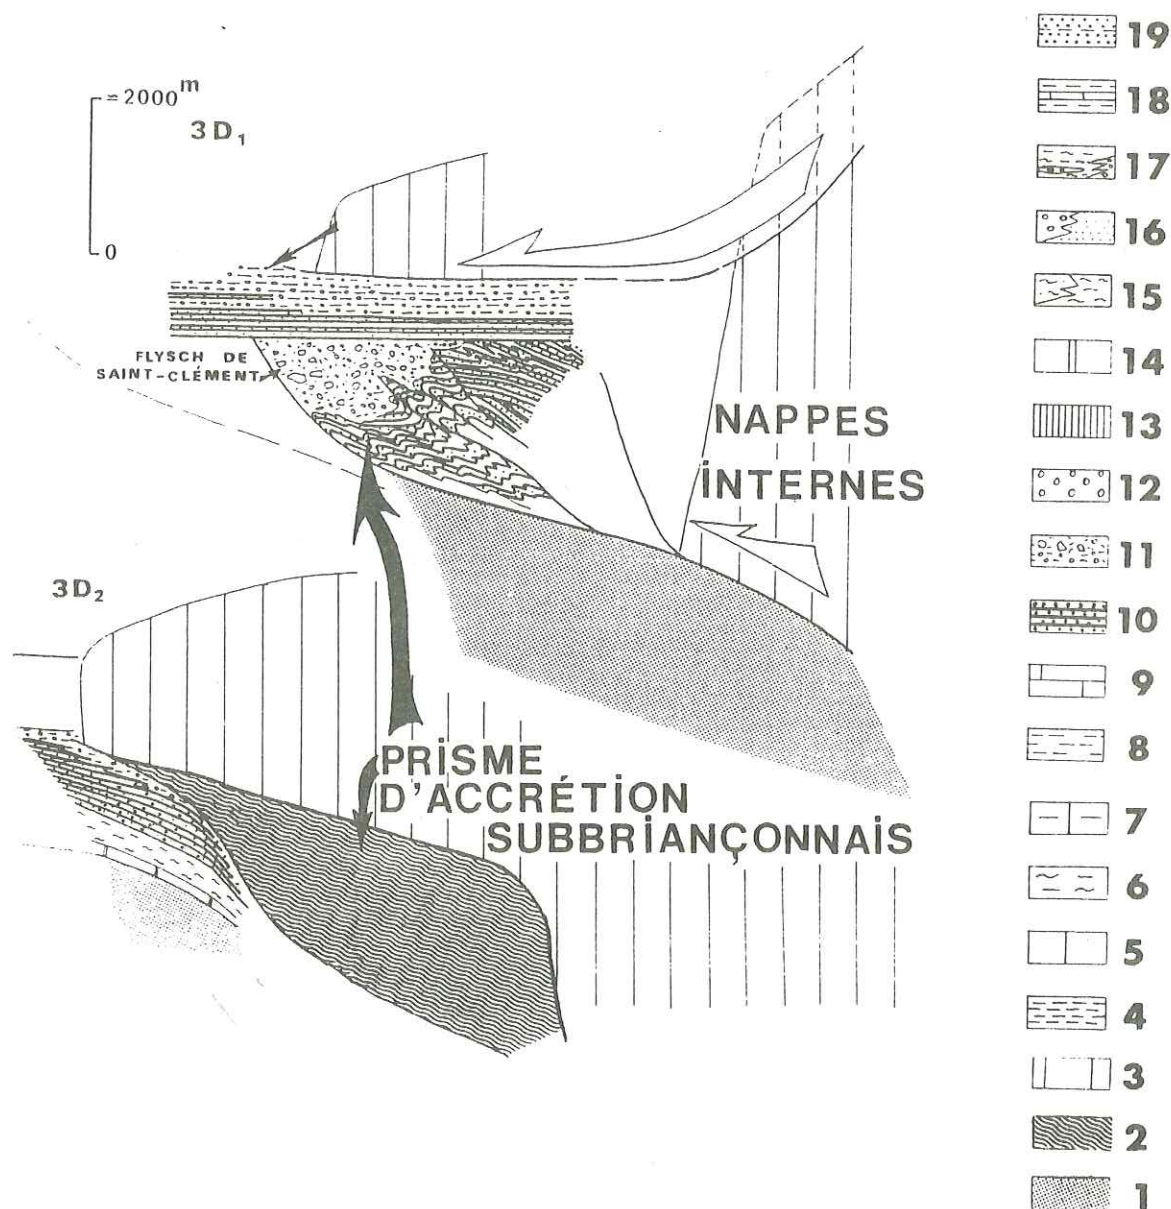 ≃2000m
3D1
0
FLYSCH DE
SAINT-CLÉMENT
NAPPES
INTERNES
3D2
PRISME
D'ACCRÉTION
SUBBRIANÇONNAIS
19
18
17
16
15
14
13
12
11
10
9
8
7
6
5
4
3
2
1